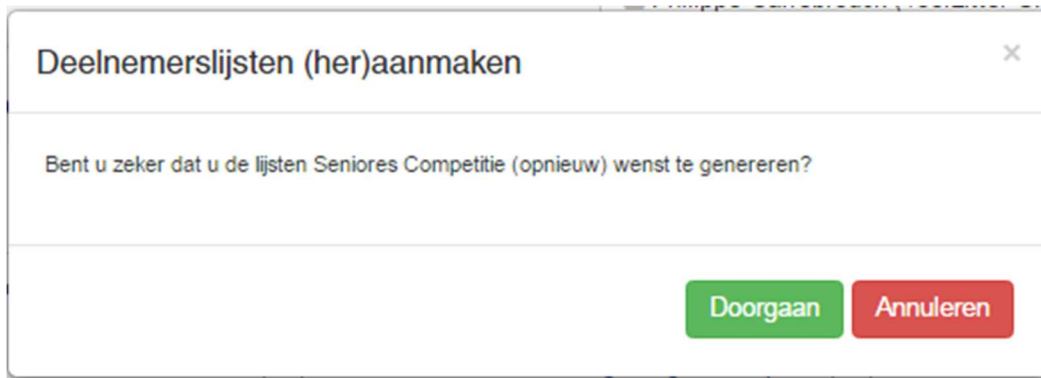 Deelnemerslijsten (her)aanmaken
×
Bent u zeker dat u de lijsten Seniores Competitie (opnieuw) wenst te genereren?
Doorgaan
Annuleren